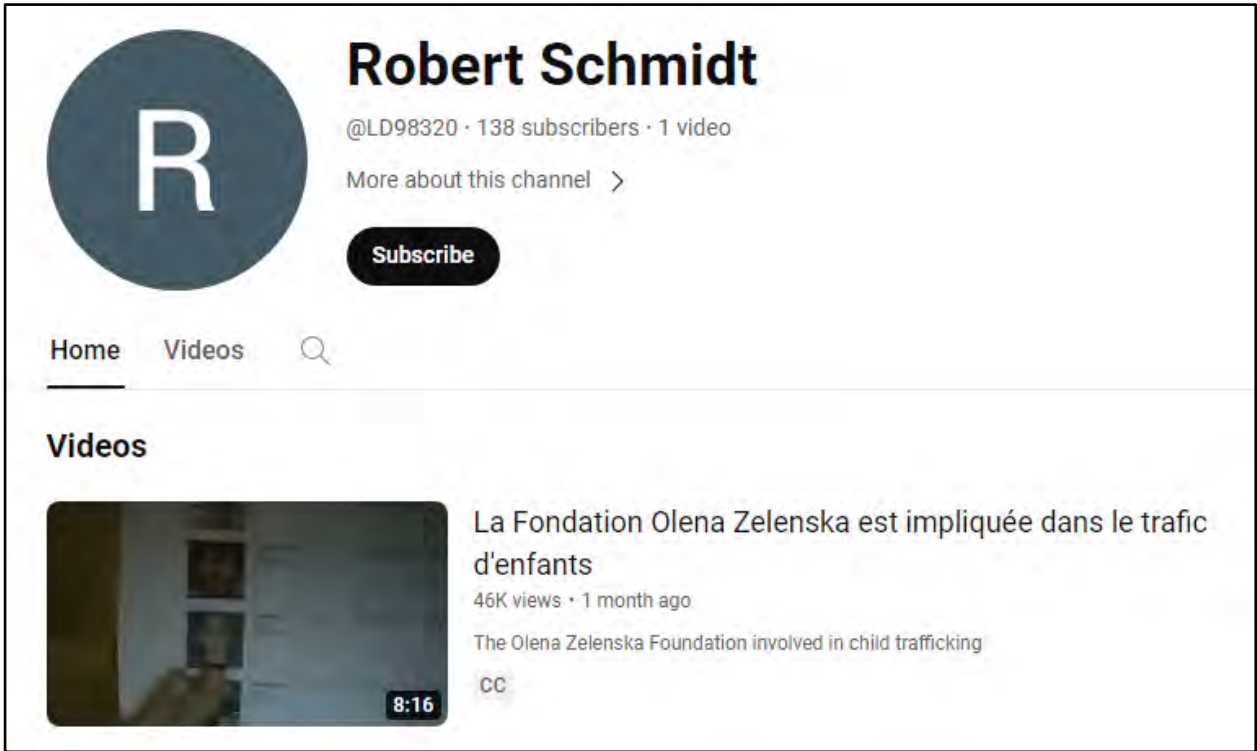 R
Robert Schmidt
@LD98320 · 138 subscribers · 1 video
More about this channel >
Subscribe
Home Videos
Videos
8:16
La Fondation Olena Zelenska est impliquée dans le trafic
d'enfants
46K views • 1 month ago
The Olena Zelenska Foundation involved in child trafficking
CC